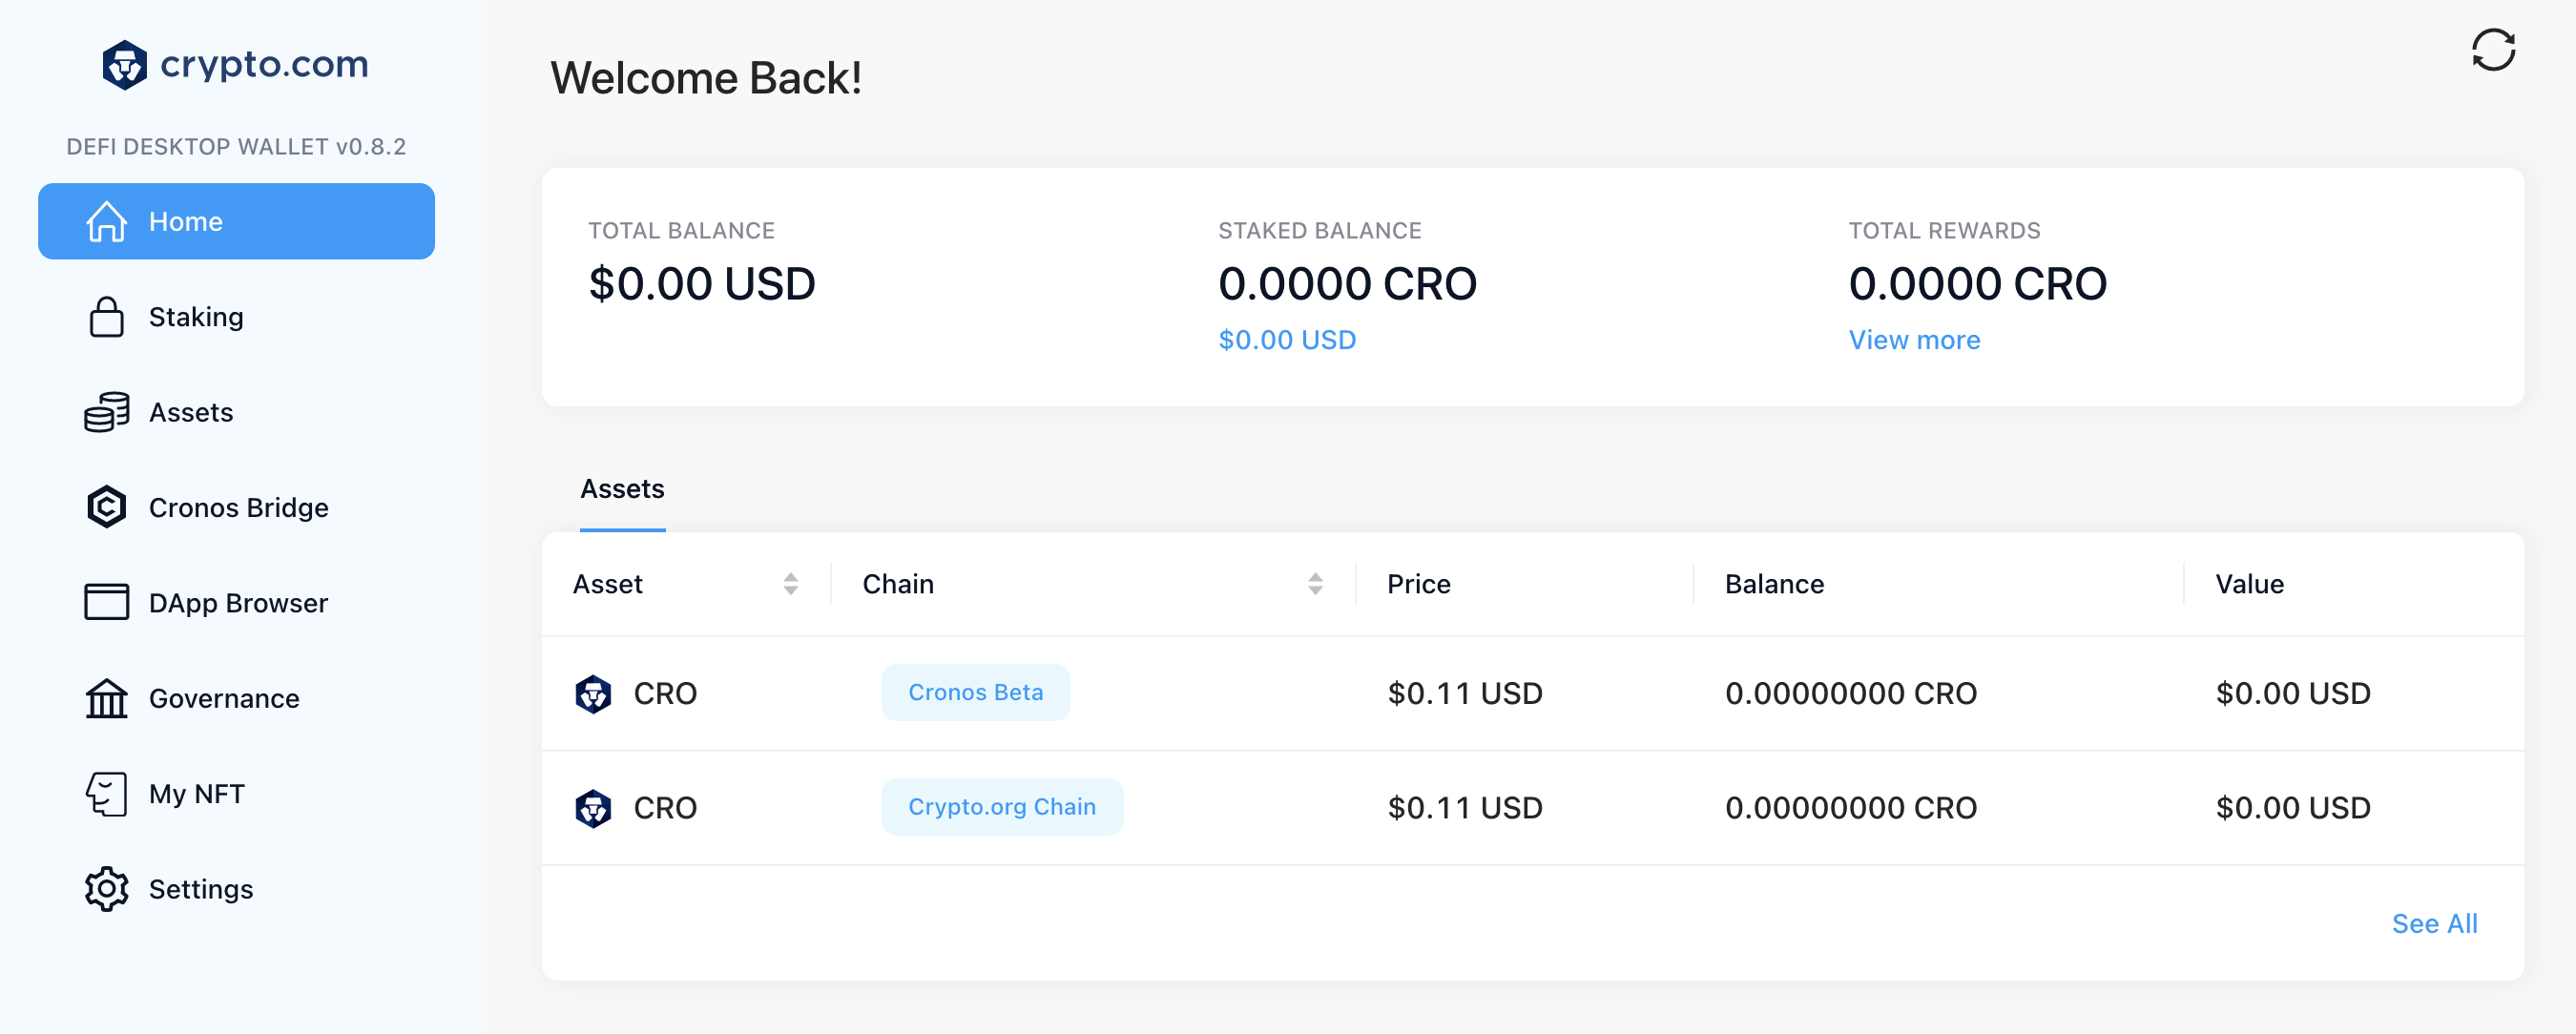 crypto.com
DEFI DESKTOP WALLET v0.8.2
Home
Staking
Assets
Cronos Bridge
DApp Browser
Governance
My NFT
Settings
Welcome Back!
TOTAL BALANCE
$0.00 USD
STAKED BALANCE
0.0000 CRO
$0.00 USD
TOTAL REWARDS
0.0000 CRO
View more
Assets
Asset Chain Price Balance Value
CRO Cronos Beta $0.11 USD 0.00000000 CRO $0.00 USD
CRO Crypto.org Chain $0.11 USD 0.00000000 CRO $0.00 USD
See All